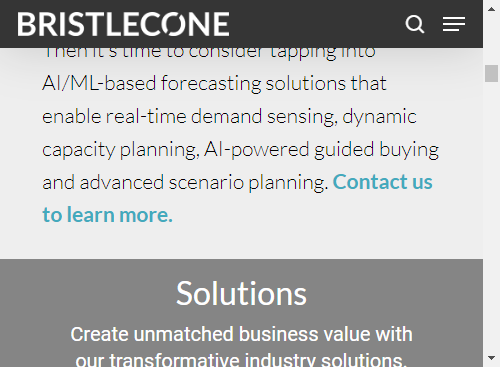 BRISTLECONE
Then it's time to consider tapping into
AI/ML-based forecasting solutions that
enable real-time demand sensing, dynamic
capacity planning, AI-powered guided buying
and advanced scenario planning. Contact us
to learn more.
Solutions
Create unmatched business value with
our transformative industry solutions.